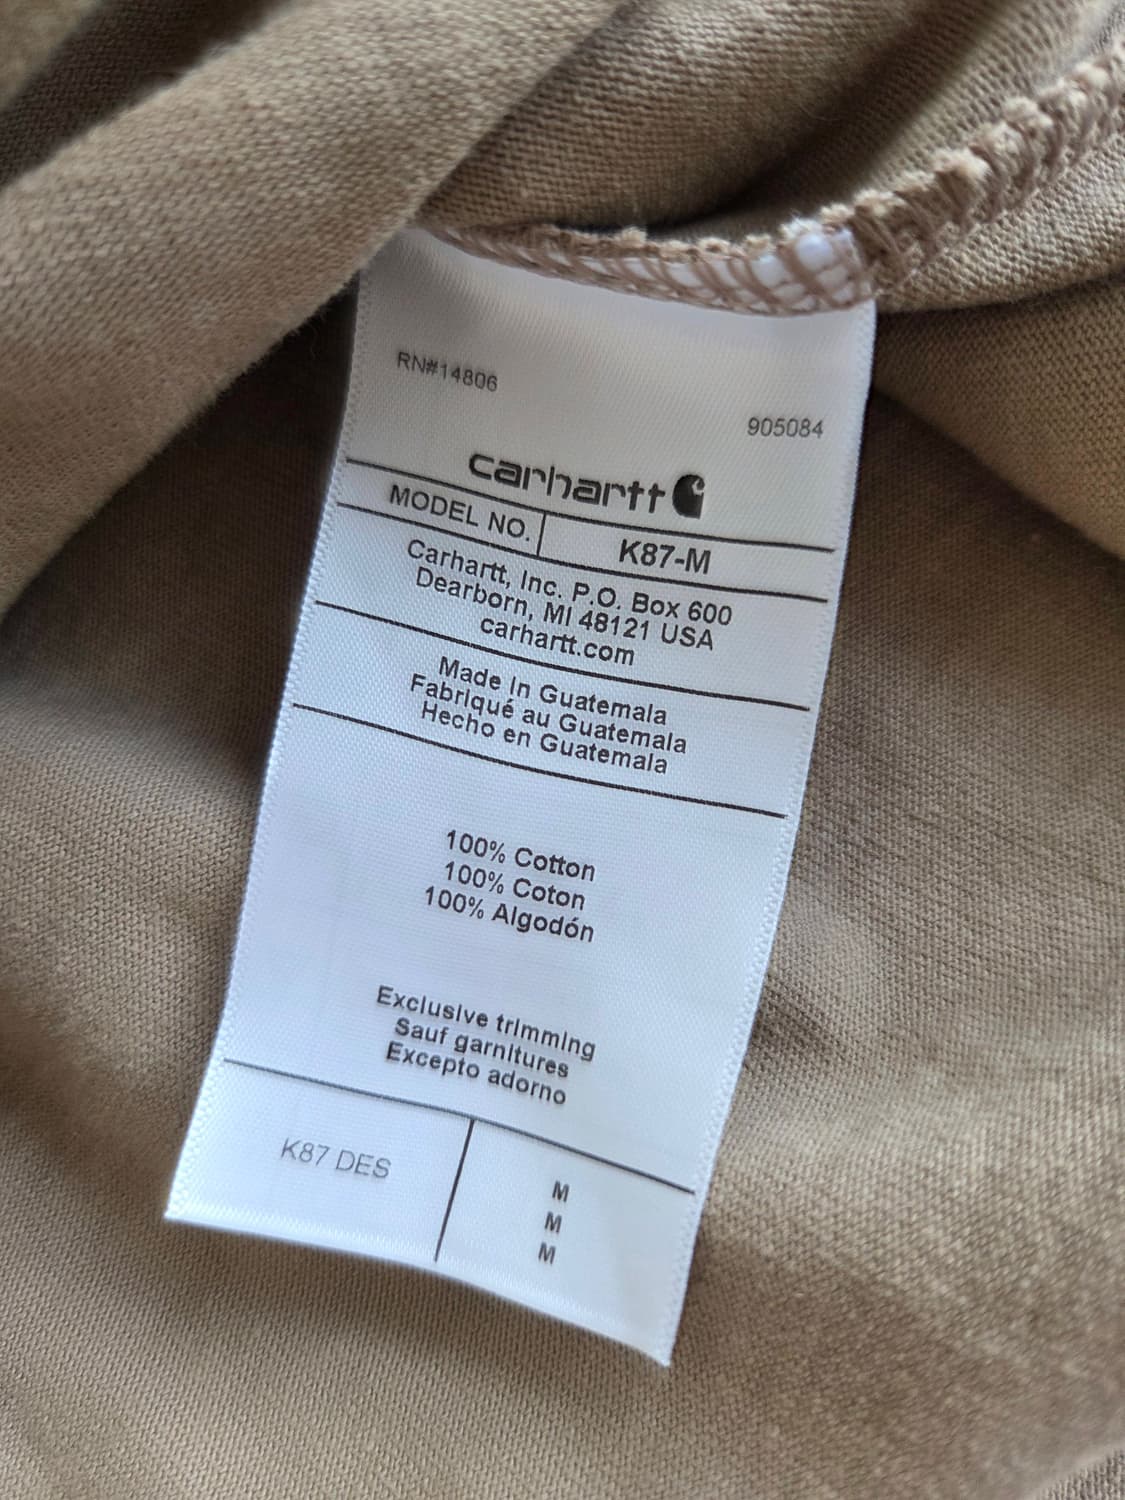 RN#14806
905084
carhartt
MODEL NO. K87-M
Carhartt, Inc. P.O. Box 600
Dearborn, MI 48121 USA
carhartt.com
Made in Guatemala
Fabriqué au Guatemala
Hecho en Guatemala
100% Cotton
100% Coton
100% Algodón
Exclusive trimming
Sauf garnitures
Excepto adorno
K87 DES
M
M
M